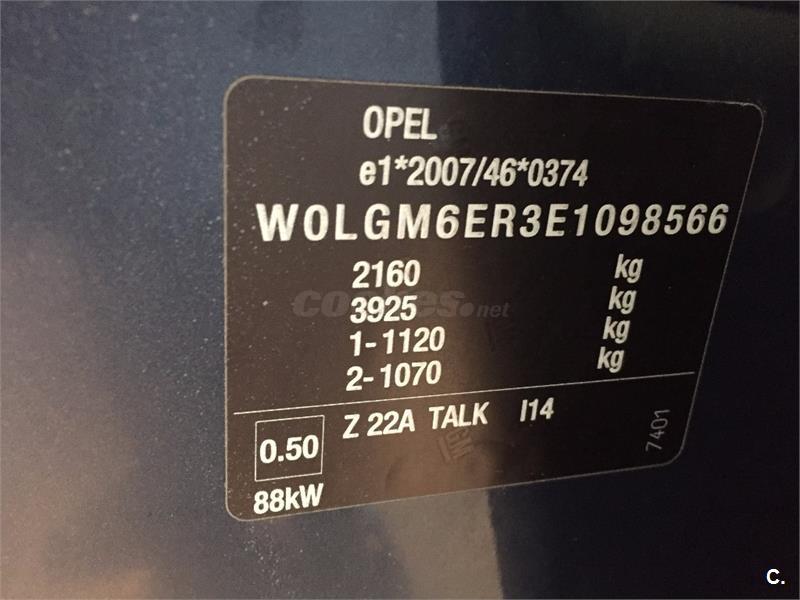 OPEL
e1*2007/46*0374
W0LGM6ER3E1098566
2160 kg
3925 kg
1-1120 kg
2-1070 kg
Z 22A TALK I14
0.50
7401
88kW
GM
coches.net
C.